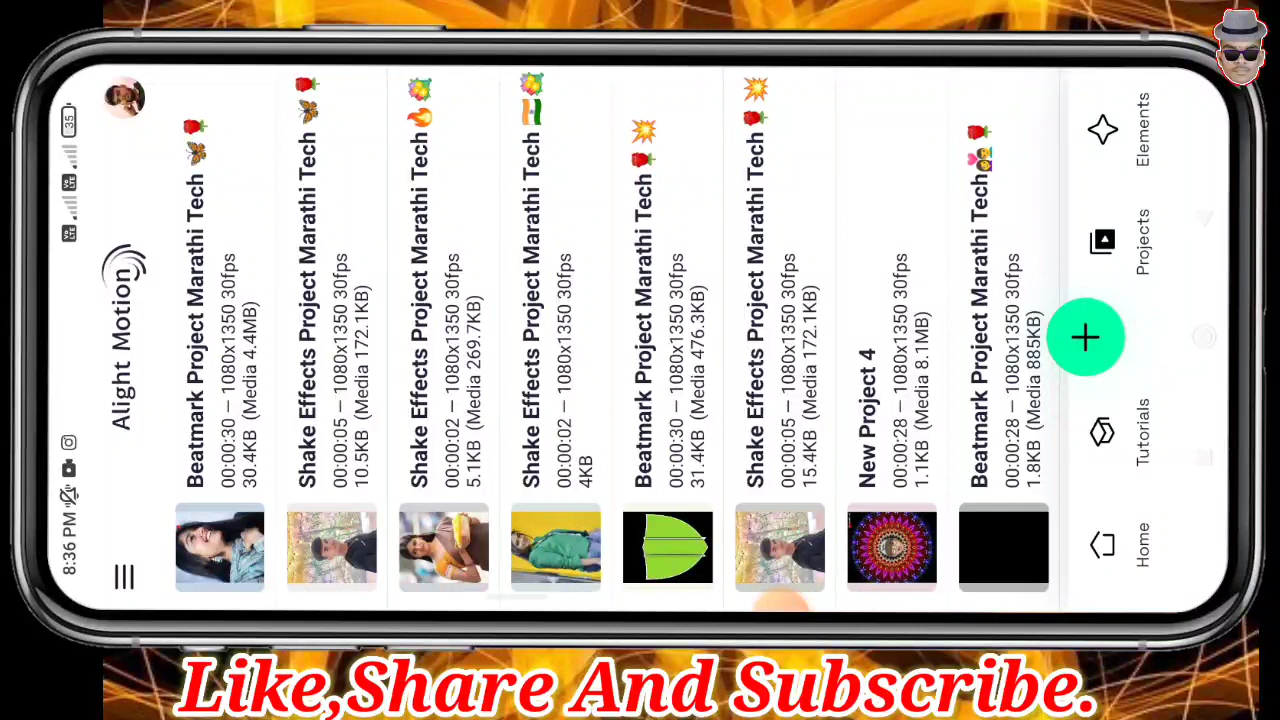 8:36 PM
35
Alight Motion
Beatmark Project Marathi Tech 🦋🌹
00:00:30 — 1080x1350 30fps
30.4KB (Media 4.4MB)
Shake Effects Project Marathi Tech 🦋🌹
00:00:05 — 1080x1350 30fps
10.5KB (Media 172.1KB)
Shake Effects Project Marathi Tech 🔥💐
00:00:02 — 1080x1350 30fps
5.1KB (Media 269.7KB)
Shake Effects Project Marathi Tech 🇮🇳💐
00:00:02 — 1080x1350 30fps
4KB
Beatmark Project Marathi Tech🌹💥
00:00:30 — 1080x1350 30fps
31.4KB (Media 476.3KB)
Shake Effects Project Marathi Tech🌹💥
00:00:05 — 1080x1350 30fps
15.4KB (Media 172.1KB)
New Project 4
00:00:28 — 1080x1350 30fps
1.1KB (Media 8.1MB)
Beatmark Project Marathi Tech👩‍❤️‍👨🌹
00:00:28 — 1080x1350 30fps
1.8KB (Media 885KB)
Home
Tutorials
Projects
Elements
Like,Share And Subscribe.